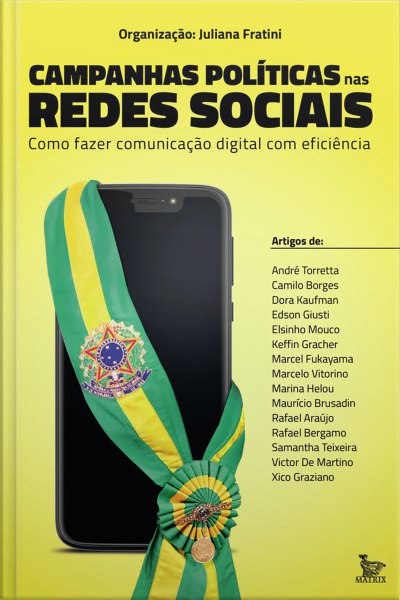 Organização: Juliana Fratini
CAMPANHAS POLÍTICAS nas
REDES SOCIAIS
Como fazer comunicação digital com eficiência
Artigos de:
André Torretta
Camilo Borges
Dora Kaufman
Edson Giusti
Elsinho Mouco
Keffin Gracher
Marcel Fukayama
Marcelo Vitorino
Marina Helou
Maurício Brusadin
Rafael Araújo
Rafael Bergamo
Samantha Teixeira
Victor De Martino
Xico Graziano
MATRIX